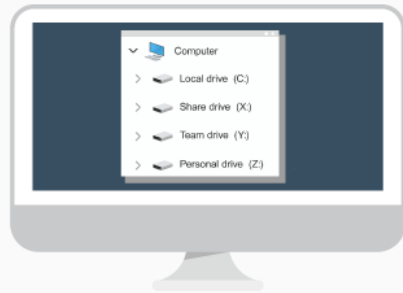 Computer
Local drive (C:)
Share drive (X:)
Team drive (Y:)
Personal drive (Z:)